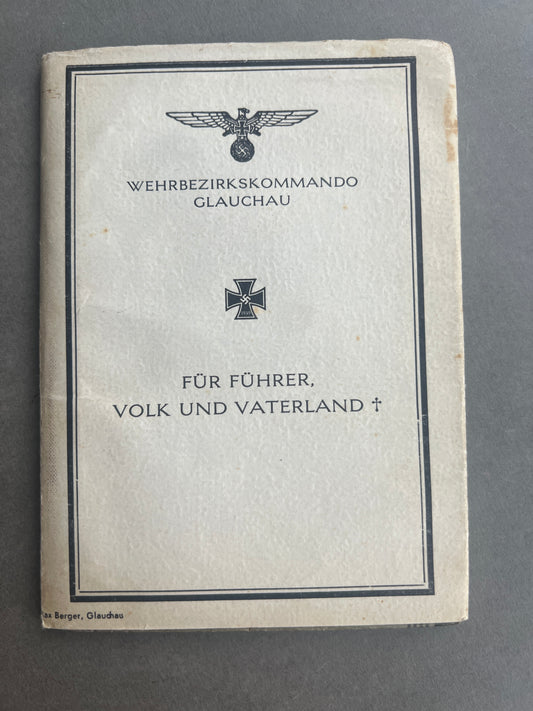 WEHRBEZIRKSKOMMANDO
GLAUCHAU
FÜR FÜHRER,
VOLK UND VATERLAND †
Berger, Glauchau